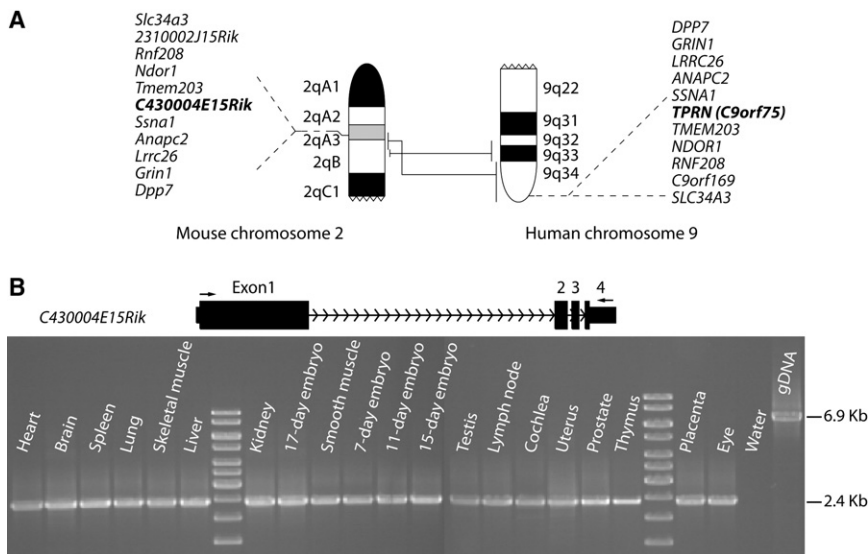 A
Slc34a3
2310002J15Rik
Rnf208
Ndor1
Tmem203
C430004E15Rik
Ssna1
Anapc2
Lrrc26
Grin1
Dpp7
2qA1
2qA2
2qA3
2qB
2qC1
Mouse chromosome 2
9q22
9q31
9q32
9q33
9q34
Human chromosome 9
DPP7
GRIN1
LRRC26
ANAPC2
SSNA1
TPRN (C9orf75)
TMEM203
NDOR1
RNF208
C9orf169
SLC34A3
B
Exon1
2
3
4
C430004E15Rik
Heart
Brain
Spleen
Lung
Skeletal muscle
Liver
Kidney
17-day embryo
Smooth muscle
7-day embryo
11-day embryo
15-day embryo
Testis
Lymph node
Cochlea
Uterus
Prostate
Thymus
Placenta
Eye
Water
gDNA
6.9 Kb
2.4 Kb